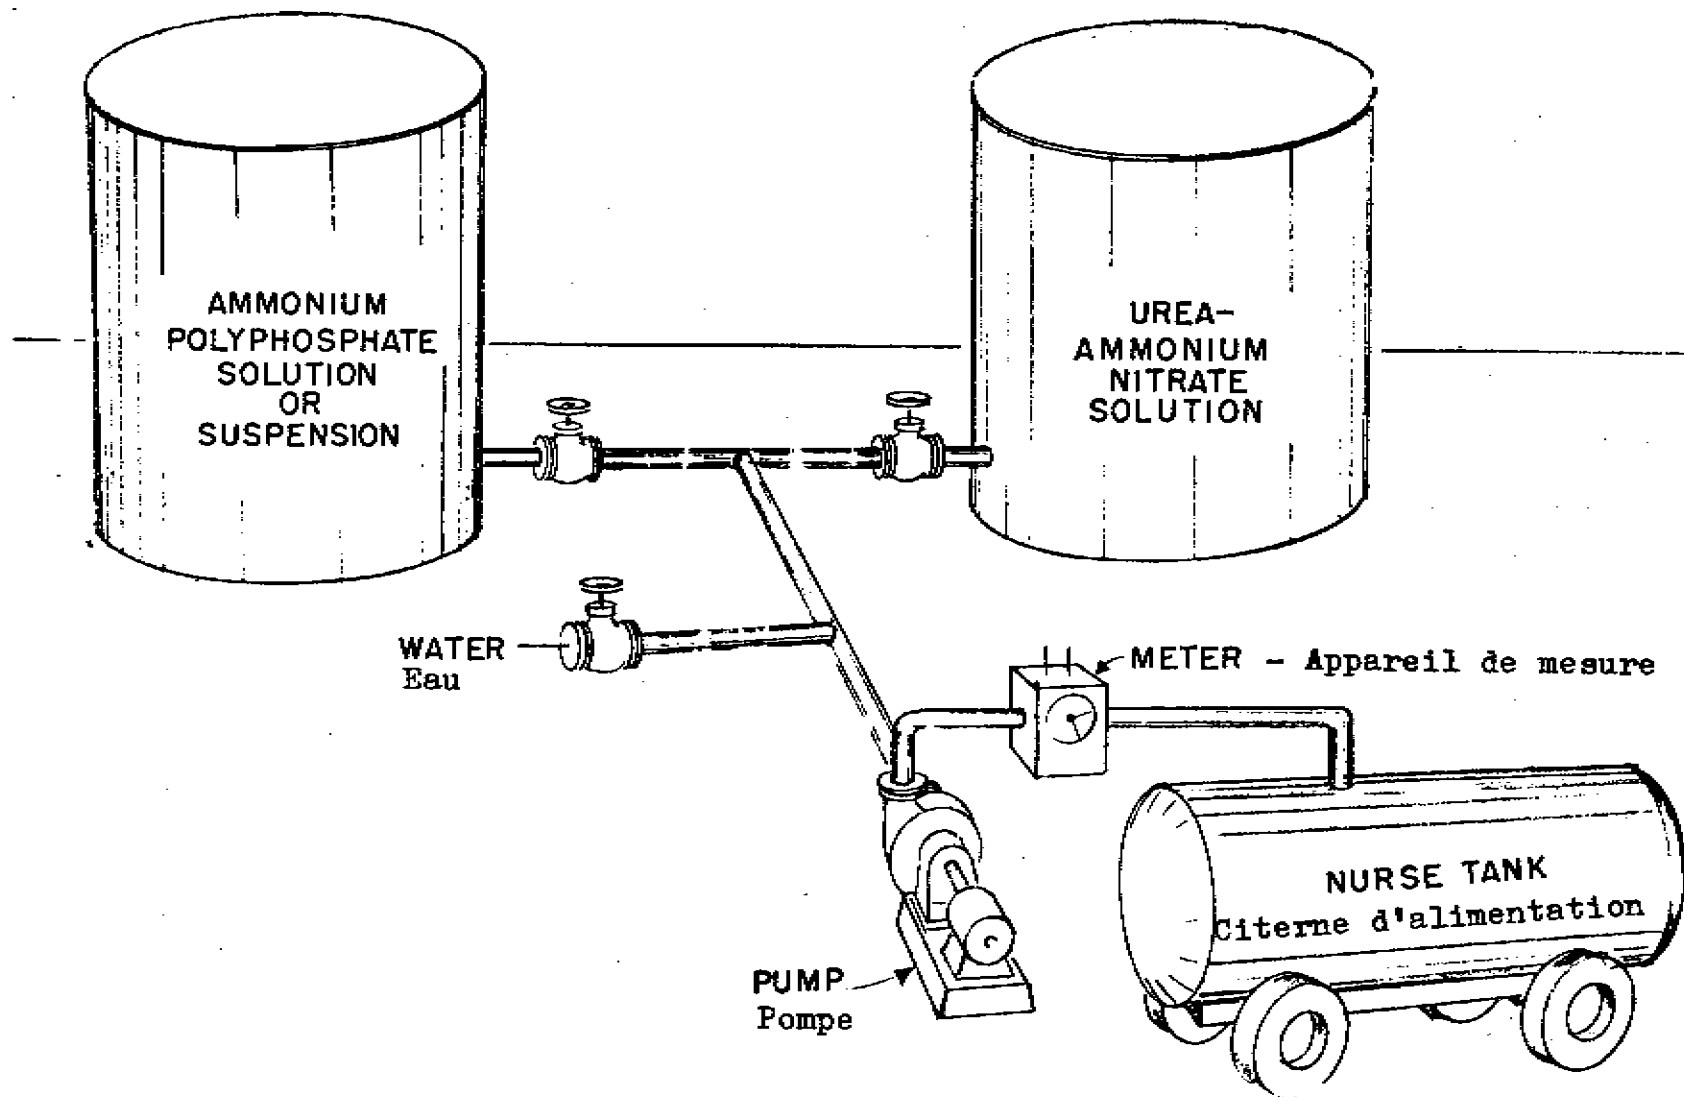 AMMONIUM
POLYPHOSPHATE
SOLUTION
OR
SUSPENSION
UREA-
AMMONIUM
NITRATE
SOLUTION
WATER
Eau
METER - Appareil de mesure
NURSE TANK
Citerne d'alimentation
PUMP
Pompe